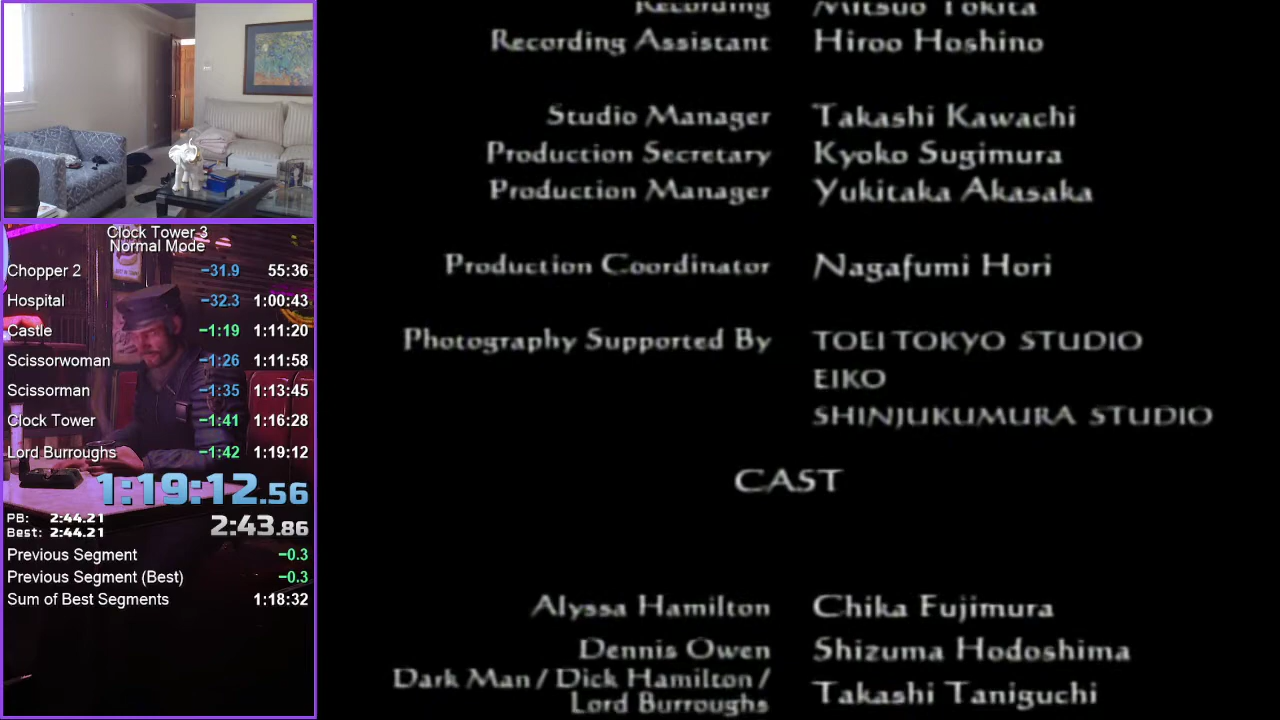 Recording Mitsuo Tokita
Recording Assistant Hiroo Hoshino
Studio Manager Takashi Kawachi
Production Secretary Kyoko Sugimura
Production Manager Yukitaka Akasaka
Production Coordinator Nagafumi Hori
Photography Supported By TOEI TOKYO STUDIO
EIKO
SHINJUKUMURA STUDIO
CAST
Alyssa Hamilton Chika Fujimura
Dennis Owen Shizuma Hodoshima
Dark Man / Dick Hamilton /
Lord Burroughs Takashi Taniguchi
Clock Tower 3
Normal Mode
Chopper 2 −31.9 55:36
Hospital −32.3 1:00:43
Castle −1:19 1:11:20
Scissorwoman −1:26 1:11:58
Scissorman −1:35 1:13:45
Clock Tower −1:41 1:16:28
Lord Burroughs −1:42 1:19:12
1:19:12.56
PB: 2:44.21
Best: 2:44.21
2:43.86
Previous Segment −0.3
Previous Segment (Best) −0.3
Sum of Best Segments 1:18:32